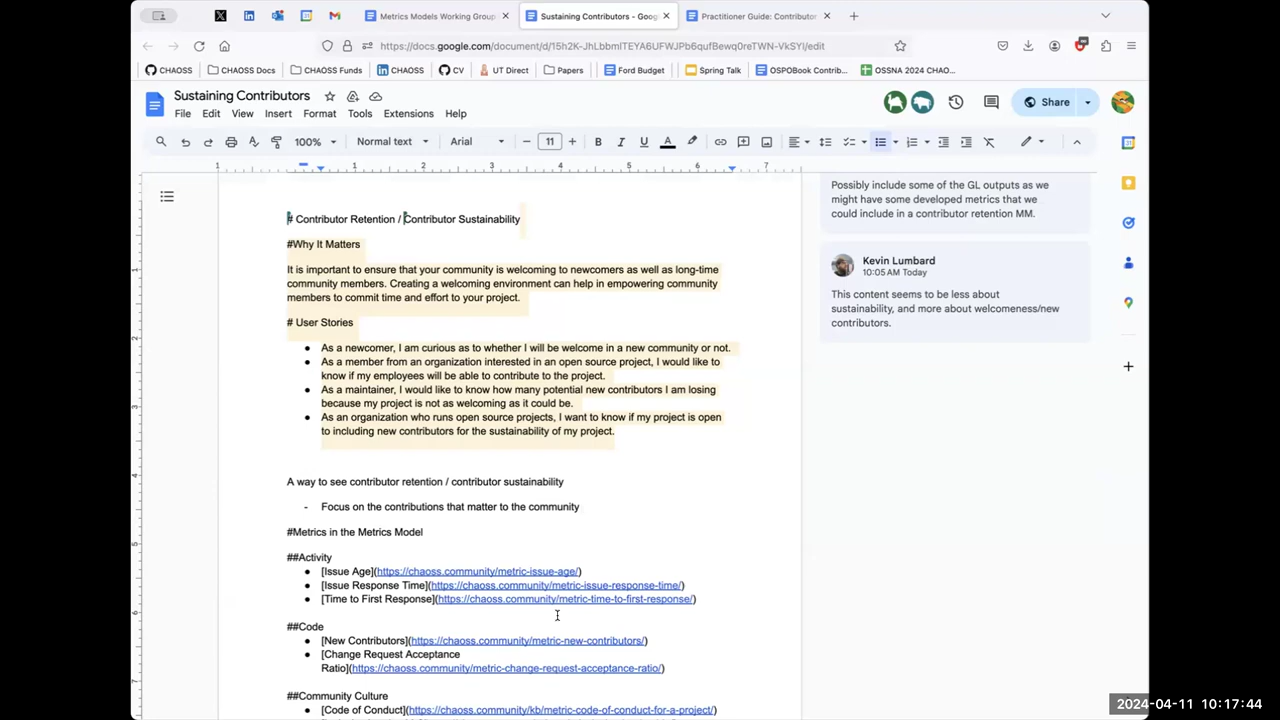 Metrics Models Working Group
Sustaining Contributors - Goog
Practitioner Guide: Contributor
https://docs.google.com/document/d/15h2K-JhLbbmITEYA6UFWJPb6qufBewq0reTWN-VkSYI/edit
CHAOSS
CHAOSS Docs
CHAOSS Funds
CHAOSS
CV
UT Direct
Papers
Ford Budget
Spring Talk
OSPOBook Contrib...
OSSNA 2024 CHAO...
Sustaining Contributors
File Edit View Insert Format Tools Extensions Help
Share
100% Normal text Arial 11 B I U A
1 1 2 3 4 5 6 7
Possibly include some of the GL outputs as we
might have some developed metrics that we
could include in a contributor retention MM.
Kevin Lumbard
10:05 AM Today
This content seems to be less about
sustainability, and more about welcomeness/new
contributors.
# Contributor Retention / Contributor Sustainability
#Why It Matters
It is important to ensure that your community is welcoming to newcomers as well as long-time
community members. Creating a welcoming environment can help in empowering community
members to commit time and effort to your project.
# User Stories
● As a newcomer, I am curious as to whether I will be welcome in a new community or not.
● As a member from an organization interested in an open source project, I would like to
know if my employees will be able to contribute to the project.
● As a maintainer, I would like to know how many potential new contributors I am losing
because my project is not as welcoming as it could be.
● As an organization who runs open source projects, I want to know if my project is open
to including new contributors for the sustainability of my project.
A way to see contributor retention / contributor sustainability
- Focus on the contributions that matter to the community
#Metrics in the Metrics Model
##Activity
● [Issue Age](https://chaoss.community/metric-issue-age/)
● [Issue Response Time](https://chaoss.community/metric-issue-response-time/)
● [Time to First Response](https://chaoss.community/metric-time-to-first-response/)
##Code
● [New Contributors](https://chaoss.community/metric-new-contributors/)
● [Change Request Acceptance
Ratio](https://chaoss.community/metric-change-request-acceptance-ratio/)
##Community Culture
● [Code of Conduct](https://chaoss.community/kb/metric-code-of-conduct-for-a-project/)
2024-04-11 10:17:44